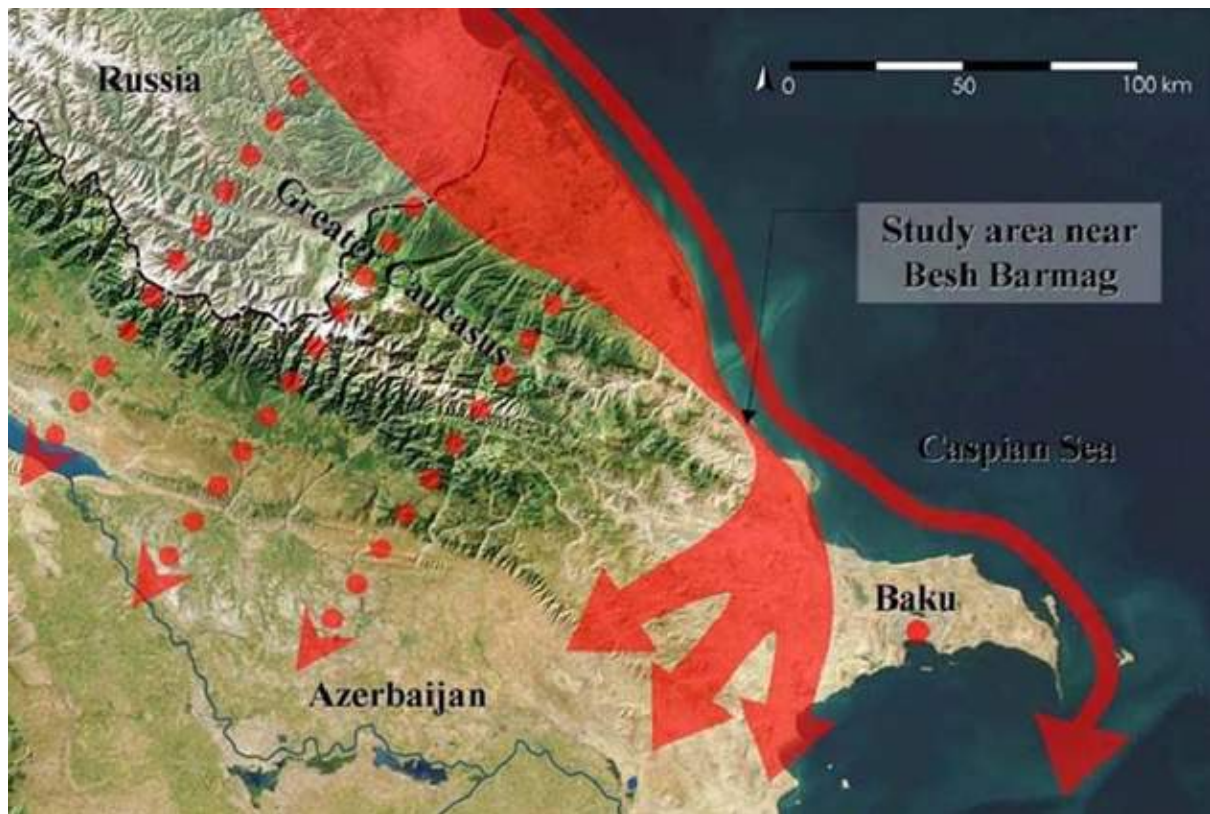 Russia
0 50 100 km
Greater Caucasus
Study area near
Besh Barmag
Caspian Sea
Baku
Azerbaijan